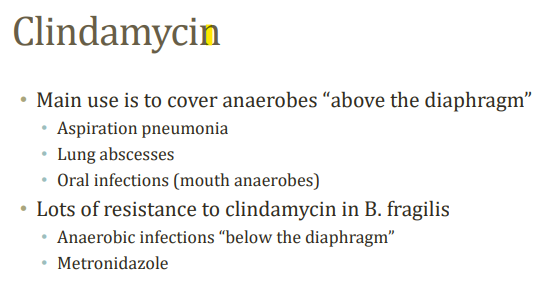 Clindamycin
• Main use is to cover anaerobes “above the diaphragm”
• Aspiration pneumonia
• Lung abscesses
• Oral infections (mouth anaerobes)
• Lots of resistance to clindamycin in B. fragilis
• Anaerobic infections “below the diaphragm”
• Metronidazole